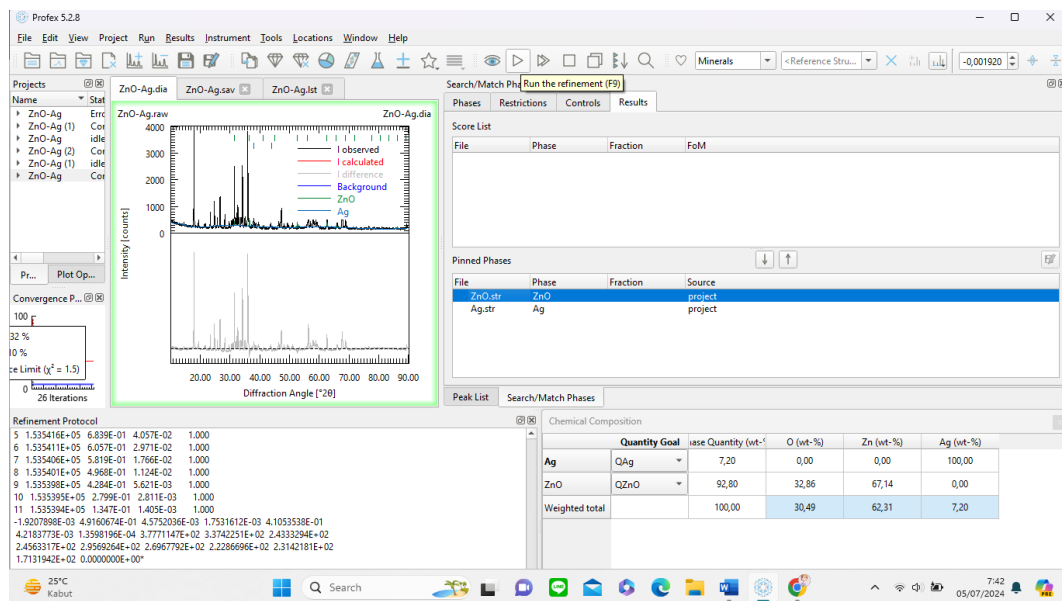 Profex 5.2.8
File Edit View Project Run Results Instrument Tools Locations Window Help
Minerals
<Reference Stru...
-0,001920
Run the refinement (F9)
Projects
Name Stat
ZnO-Ag Erro
ZnO-Ag (1) Cor
ZnO-Ag idle
ZnO-Ag (2) Cor
ZnO-Ag (1) idle
ZnO-Ag Cor
Pr... Plot Op...
Convergence P...
100
32 %
10 %
ce Limit (χ² = 1.5)
0
26 Iterations
ZnO-Ag.dia ZnO-Ag.sav ZnO-Ag.lst
ZnO-Ag.raw ZnO-Ag.dia
4000
3000
2000
1000
0
Intensity [counts]
I observed
I calculated
I difference
Background
ZnO
Ag
20.00 30.00 40.00 50.00 60.00 70.00 80.00 90.00
Diffraction Angle [°2θ]
Search/Match Pha
Phases Restrictions Controls Results
Score List
File Phase Fraction FoM
Pinned Phases
File Phase Fraction Source
ZnO.str ZnO project
Ag.str Ag project
Peak List Search/Match Phases
Refinement Protocol
5 1.535416E+05 6.839E-01 4.057E-02 1.000
6 1.535411E+05 6.057E-01 2.971E-02 1.000
7 1.535406E+05 5.819E-01 1.766E-02 1.000
8 1.535401E+05 4.968E-01 1.124E-02 1.000
9 1.535398E+05 4.284E-01 5.621E-03 1.000
10 1.535395E+05 2.799E-01 2.811E-03 1.000
11 1.535394E+05 1.347E-01 1.405E-03 1.000
-1.9207898E-03 4.9160674E-01 4.5752036E-03 1.7531612E-03 4.1053538E-01
4.2183773E-03 1.3598196E-04 3.7771147E+02 3.3742251E+02 2.4333294E+02
2.4563317E+02 2.9569264E+02 2.6967792E+02 2.2286696E+02 2.3142181E+02
1.7131942E+02 0.0000000E+00*
Chemical Composition
Quantity Goal ıase Quantity (wt-% O (wt-%) Zn (wt-%) Ag (wt-%)
Ag QAg 7,20 0,00 0,00 100,00
ZnO QZnO 92,80 32,86 67,14 0,00
Weighted total 100,00 30,49 62,31 7,20
25°C
Kabut
Search
LINE
PRE
7:42
05/07/2024